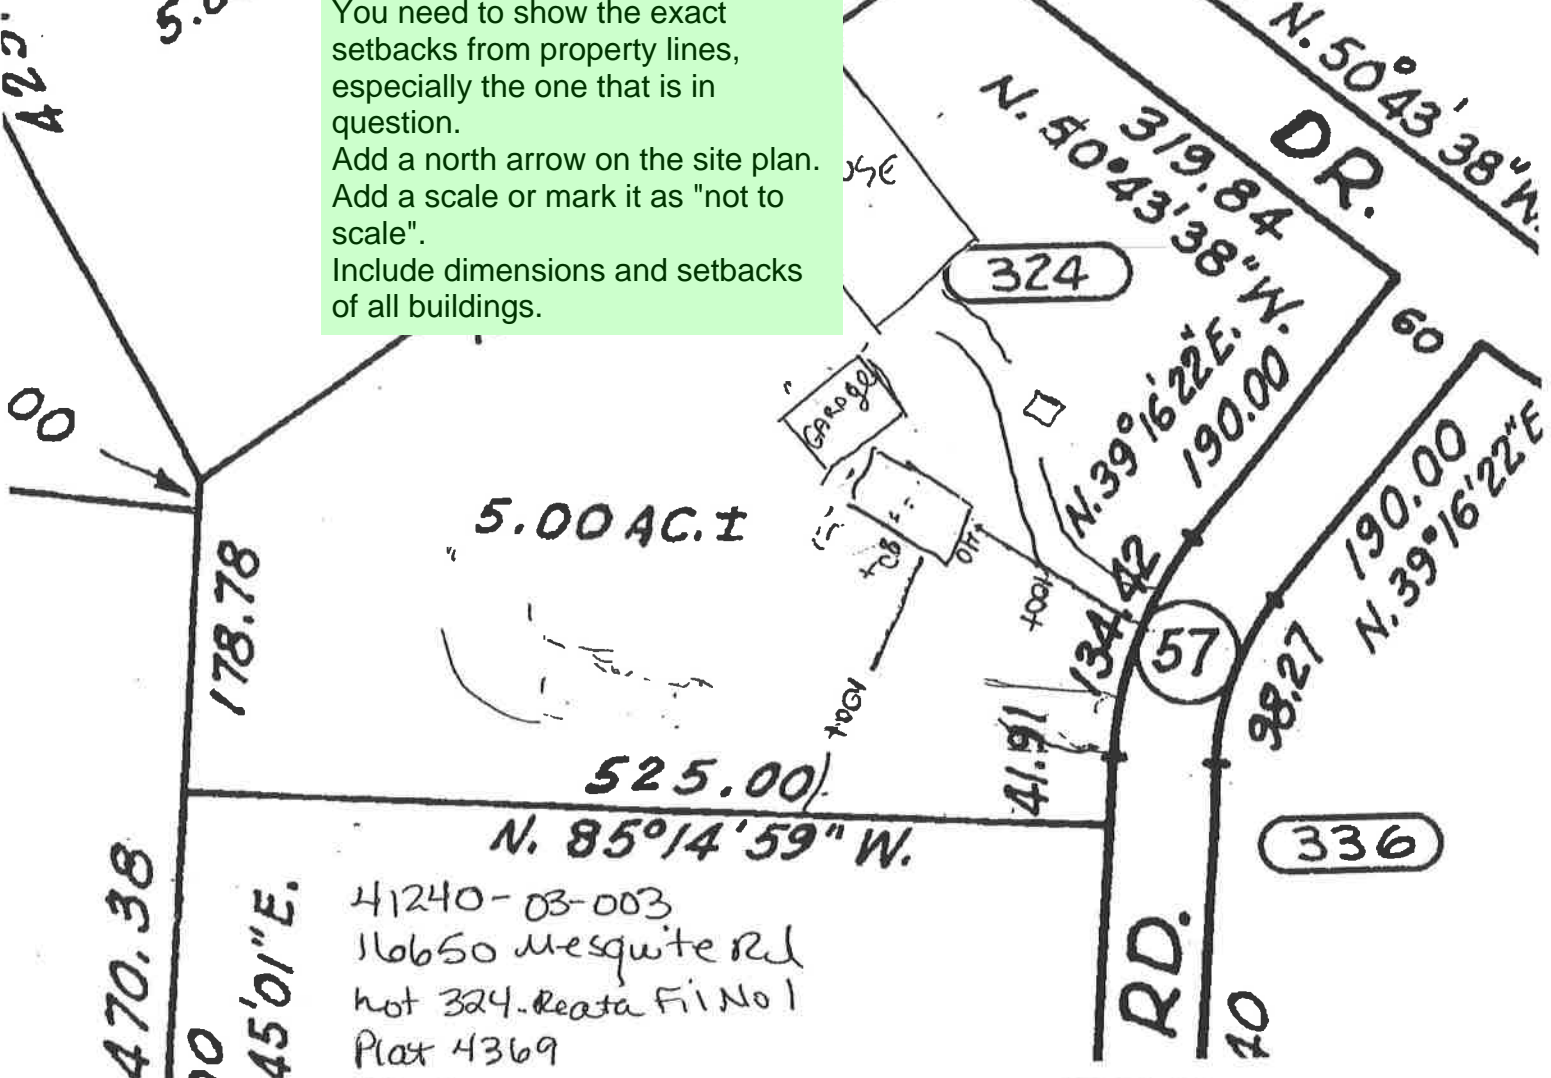 You need to show the exact
setbacks from property lines,
especially the one that is in
question.
Add a north arrow on the site plan.
Add a scale or mark it as "not to
scale".
Include dimensions and setbacks
of all buildings.
N. 50°43'38"W.
DR.
319.84
N. 50°43'38"W.
324
60
N. 39°16'22"E.
190.00
190.00
N. 39°16'22"E
GARAGE
00
5.00 AC.±
178.78
134.42
57
98.27
41.91
525.00
N. 85°14'59"W.
336
470.38
45'01"E.
RD.
41240-03-003
16650 Mesquite Rd
Lot 324 Reata Fil No 1
Plat 4369